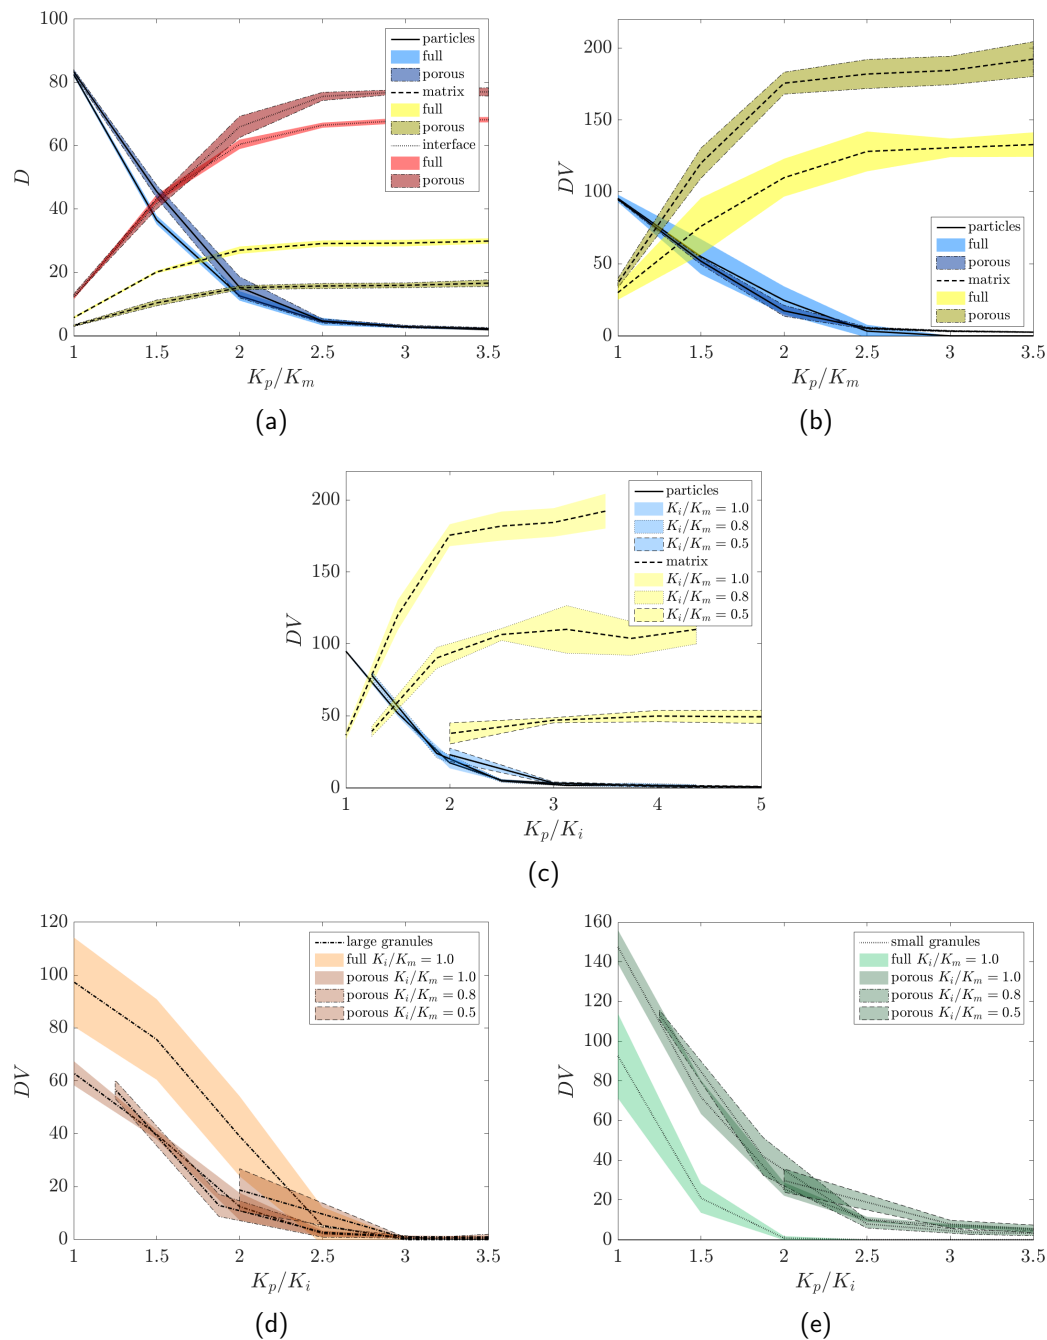 100
80
60
40
20
0
D
1
1.5
2
2.5
3
3.5
K_p/K_m
particles
full
porous
matrix
full
porous
interface
full
porous
(a)
200
150
100
50
0
DV
1
1.5
2
2.5
3
3.5
K_p/K_m
particles
full
porous
matrix
full
porous
(b)
200
150
100
50
0
DV
1
2
3
4
5
K_p/K_i
particles
K_i/K_m = 1.0
K_i/K_m = 0.8
K_i/K_m = 0.5
matrix
K_i/K_m = 1.0
K_i/K_m = 0.8
K_i/K_m = 0.5
(c)
120
100
80
60
40
20
0
DV
1
1.5
2
2.5
3
3.5
K_p/K_i
large granules
full K_i/K_m = 1.0
porous K_i/K_m = 1.0
porous K_i/K_m = 0.8
porous K_i/K_m = 0.5
(d)
160
140
120
100
80
60
40
20
0
DV
1
1.5
2
2.5
3
3.5
K_p/K_i
small granules
full K_i/K_m = 1.0
porous K_i/K_m = 1.0
porous K_i/K_m = 0.8
porous K_i/K_m = 0.5
(e)